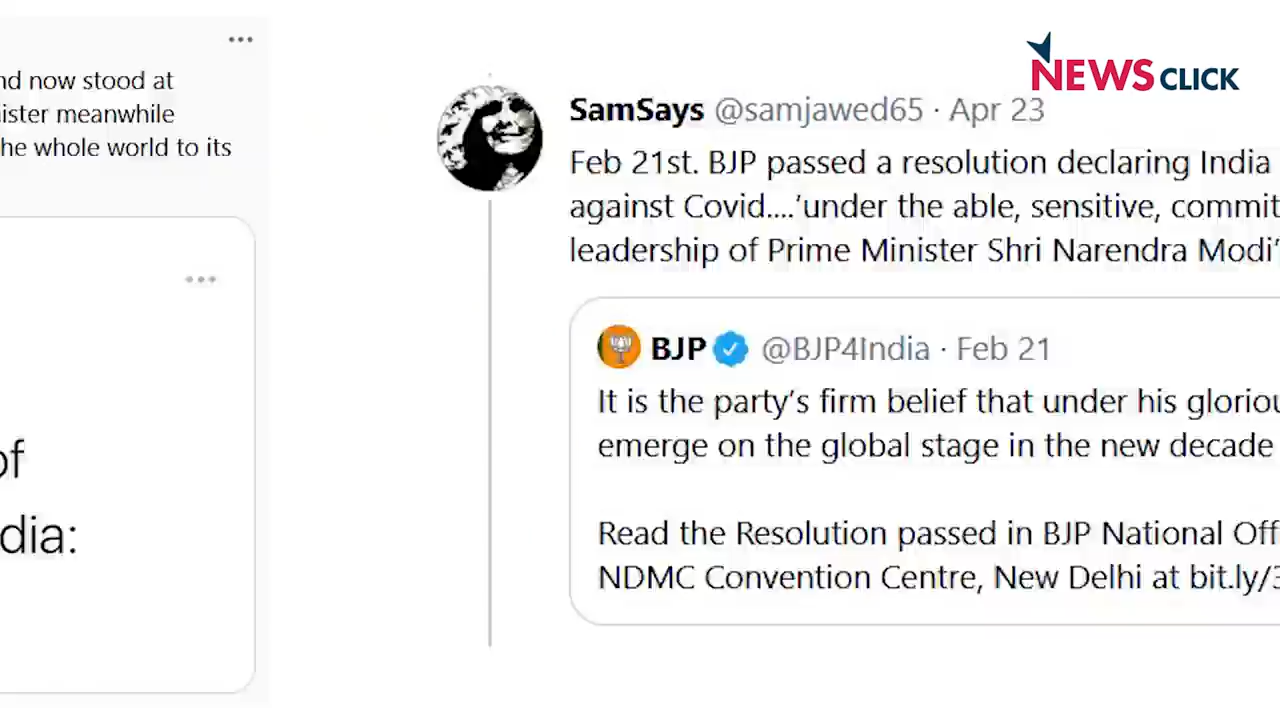 nd now stood at
ister meanwhile
he whole world to its
of
dia:
NEWS CLICK
SamSays @samjawed65 · Apr 23
Feb 21st. BJP passed a resolution declaring India
against Covid....'under the able, sensitive, commit
leadership of Prime Minister Shri Narendra Modi'
BJP @BJP4India · Feb 21
It is the party's firm belief that under his gloriou
emerge on the global stage in the new decade
Read the Resolution passed in BJP National Off
NDMC Convention Centre, New Delhi at bit.ly/3